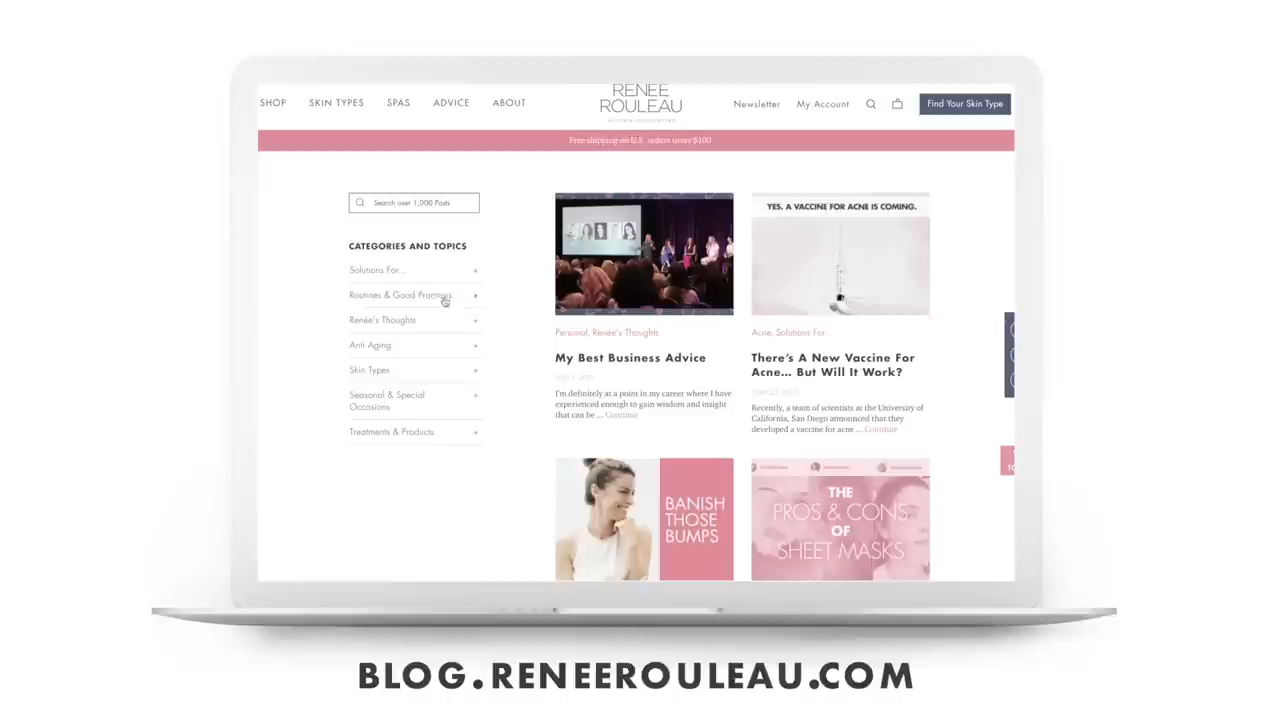 SHOP SKIN TYPES SPAS ADVICE ABOUT
RENEE
ROULEAU
Newsletter My Account Find Your Skin Type
Free shipping on U.S. orders over $100
Search over 1,000 Posts
CATEGORIES AND TOPICS
Solutions For... +
Routines & Good Practices +
Renée's Thoughts +
Anti Aging +
Skin Types +
Seasonal & Special +
Occasions
Treatments & Products +
Personal, Renée's Thoughts
My Best Business Advice
I'm definitely at a point in my career where I have
experienced enough to gain wisdom and insight
that can be ... Continue
YES. A VACCINE FOR ACNE IS COMING.
Acne, Solutions For...
There's A New Vaccine For
Acne... But Will It Work?
Recently, a team of scientists at the University of
California, San Diego announced that they
developed a vaccine for acne ... Continue
BANISH
THOSE
BUMPS
THE
PROS & CONS
OF
SHEET MASKS
BLOG.RENEEROULEAU.COM